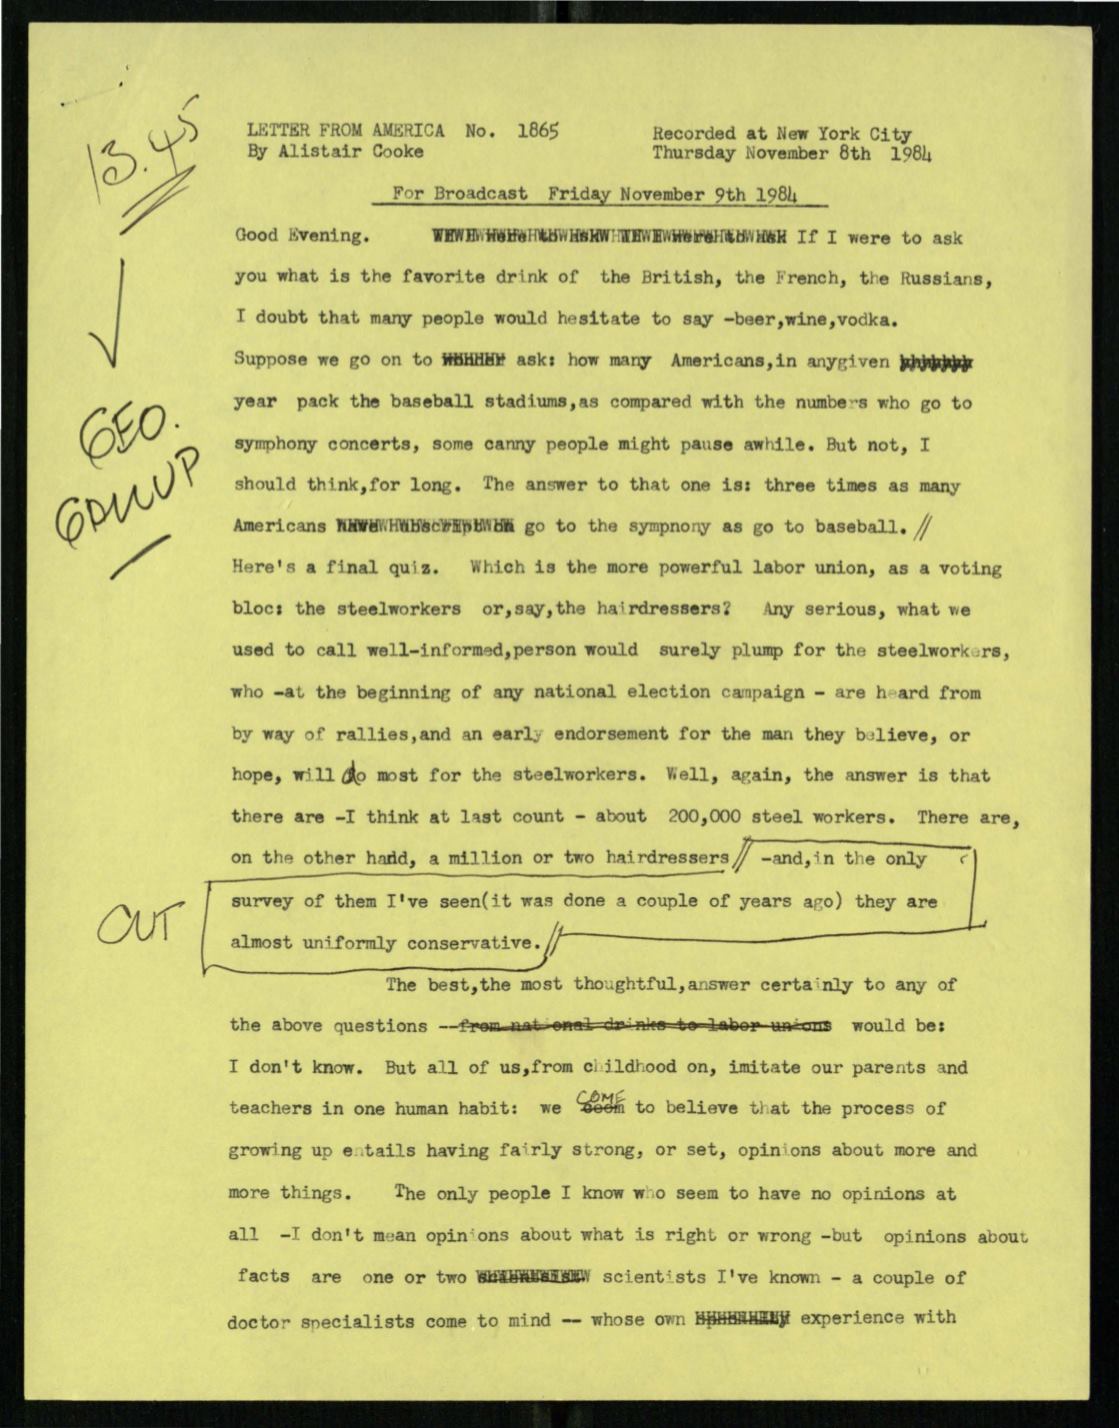 13.45
LETTER FROM AMERICA No. 1865
By Alistair Cooke
Recorded at New York City
Thursday November 8th 1984
For Broadcast Friday November 9th 1984
Good Evening. If I were to ask
you what is the favorite drink of the British, the French, the Russians,
I doubt that many people would hesitate to say -beer,wine,vodka.
Suppose we go on to ask: how many Americans,in anygiven
year pack the baseball stadiums,as compared with the numbers who go to
GEO.
GALLUP
symphony concerts, some canny people might pause awhile. But not, I
should think,for long. The answer to that one is: three times as many
Americans go to the sympnony as go to baseball. //
Here's a final quiz. Which is the more powerful labor union, as a voting
bloc: the steelworkers or,say,the hairdressers? Any serious, what we
used to call well-informed,person would surely plump for the steelworkers,
who -at the beginning of any national election campaign - are heard from
by way of rallies,and an early endorsement for the man they believe, or
hope, will do most for the steelworkers. Well, again, the answer is that
there are -I think at last count - about 200,000 steel workers. There are,
on the other hand, a million or two hairdressers // -and,in the only
CUT
survey of them I've seen(it was done a couple of years ago) they are
almost uniformly conservative. //
The best,the most thoughtful,answer certainly to any of
the above questions --from national drinks to labor unions would be:
I don't know. But all of us,from childhood on, imitate our parents and
teachers in one human habit: we seem COME to believe that the process of
growing up entails having fairly strong, or set, opinions about more and
more things. The only people I know who seem to have no opinions at
all -I don't mean opinions about what is right or wrong -but opinions about
facts are one or two scientists I've known - a couple of
doctor specialists come to mind -- whose own experience with